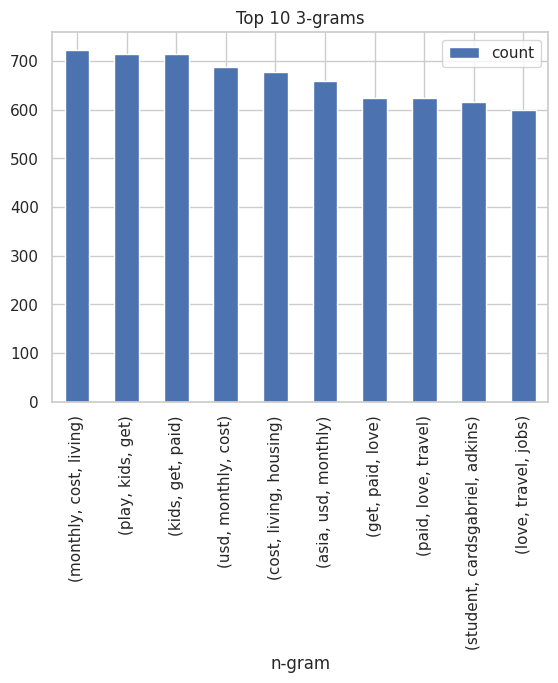 Top 10 3-grams
count
700
600
500
400
300
200
100
0
(monthly, cost, living)
(play, kids, get)
(kids, get, paid)
(usd, monthly, cost)
(cost, living, housing)
(asia, usd, monthly)
(get, paid, love)
(paid, love, travel)
(student, cardsgabriel, adkins)
(love, travel, jobs)
n-gram